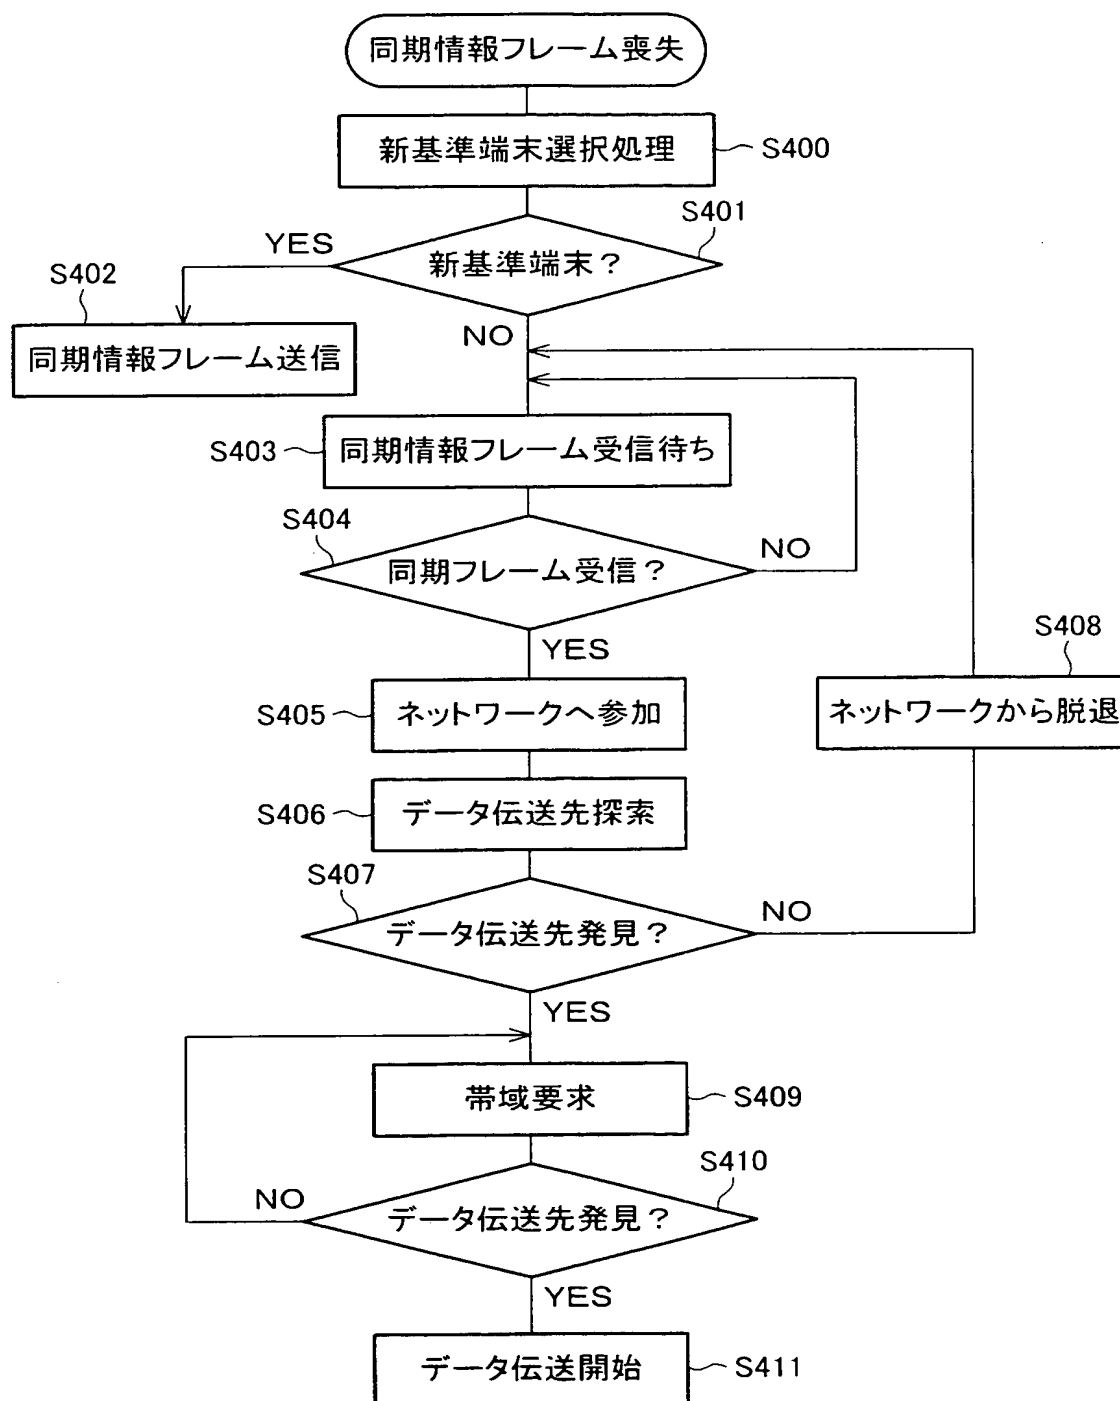 同期情報フレーム喪失
新基準端末選択処理
S400
S401
YES
新基準端末？
S402
NO
同期情報フレーム送信
S403
同期情報フレーム受信待ち
S404
NO
同期フレーム受信？
YES
S408
S405
ネットワークへ参加
ネットワークから脱退
S406
データ伝送先探索
S407
NO
データ伝送先発見？
YES
帯域要求
S409
S410
NO
データ伝送先発見？
YES
データ伝送開始
S411